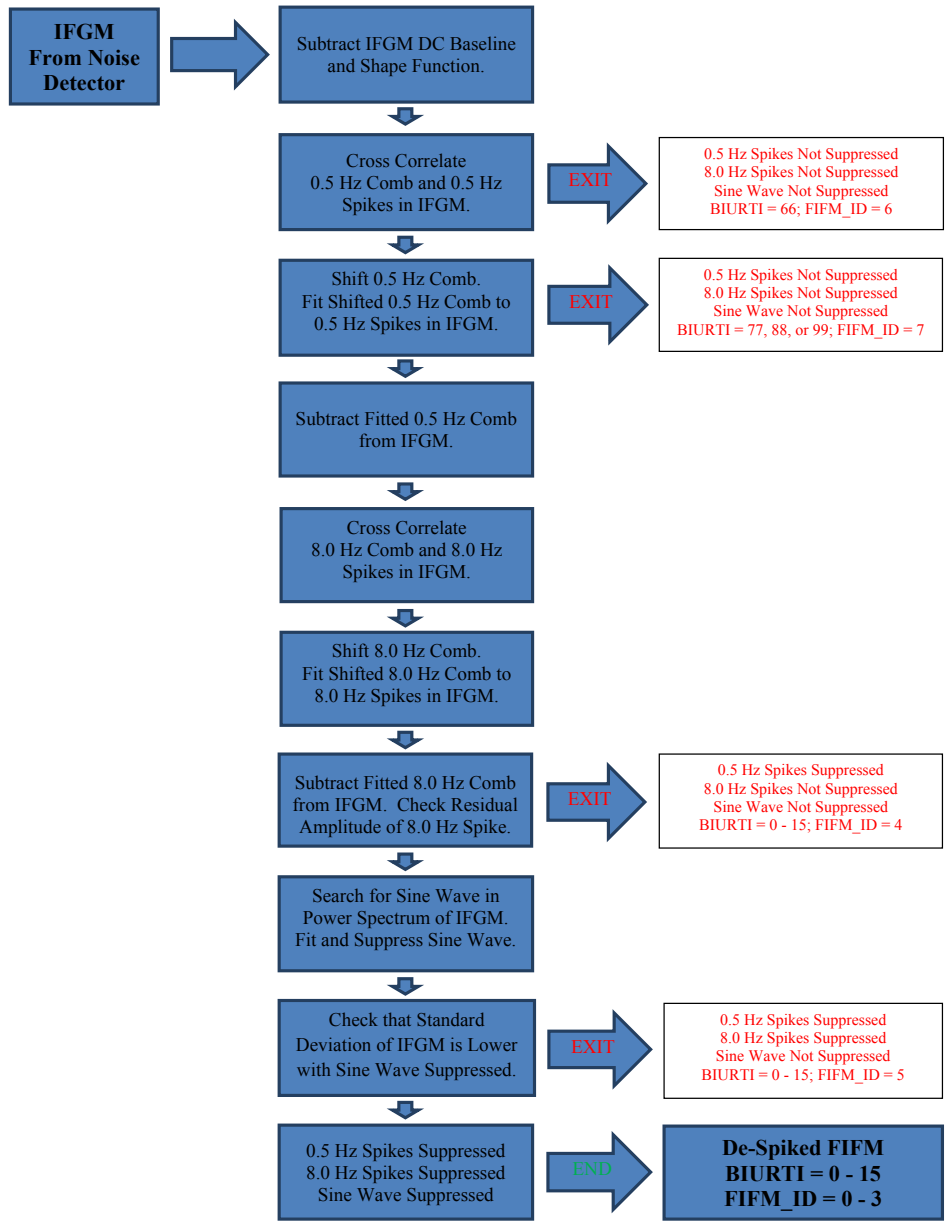 IFGM
From Noise
Detector
Subtract IFGM DC Baseline
and Shape Function.
Cross Correlate
0.5 Hz Comb and 0.5 Hz
Spikes in IFGM.
EXIT
0.5 Hz Spikes Not Suppressed
8.0 Hz Spikes Not Suppressed
Sine Wave Not Suppressed
BIURTI = 66; FIFM_ID = 6
Shift 0.5 Hz Comb.
Fit Shifted 0.5 Hz Comb to
0.5 Hz Spikes in IFGM.
EXIT
0.5 Hz Spikes Not Suppressed
8.0 Hz Spikes Not Suppressed
Sine Wave Not Suppressed
BIURTI = 77, 88, or 99; FIFM_ID = 7
Subtract Fitted 0.5 Hz Comb
from IFGM.
Cross Correlate
8.0 Hz Comb and 8.0 Hz
Spikes in IFGM.
Shift 8.0 Hz Comb.
Fit Shifted 8.0 Hz Comb to
8.0 Hz Spikes in IFGM.
Subtract Fitted 8.0 Hz Comb
from IFGM. Check Residual
Amplitude of 8.0 Hz Spike.
EXIT
0.5 Hz Spikes Suppressed
8.0 Hz Spikes Not Suppressed
Sine Wave Not Suppressed
BIURTI = 0 - 15; FIFM_ID = 4
Search for Sine Wave in
Power Spectrum of IFGM.
Fit and Suppress Sine Wave.
Check that Standard
Deviation of IFGM is Lower
with Sine Wave Suppressed.
EXIT
0.5 Hz Spikes Suppressed
8.0 Hz Spikes Suppressed
Sine Wave Not Suppressed
BIURTI = 0 - 15; FIFM_ID = 5
0.5 Hz Spikes Suppressed
8.0 Hz Spikes Suppressed
Sine Wave Suppressed
END
De-Spiked FIFM
BIURTI = 0 - 15
FIFM_ID = 0 - 3